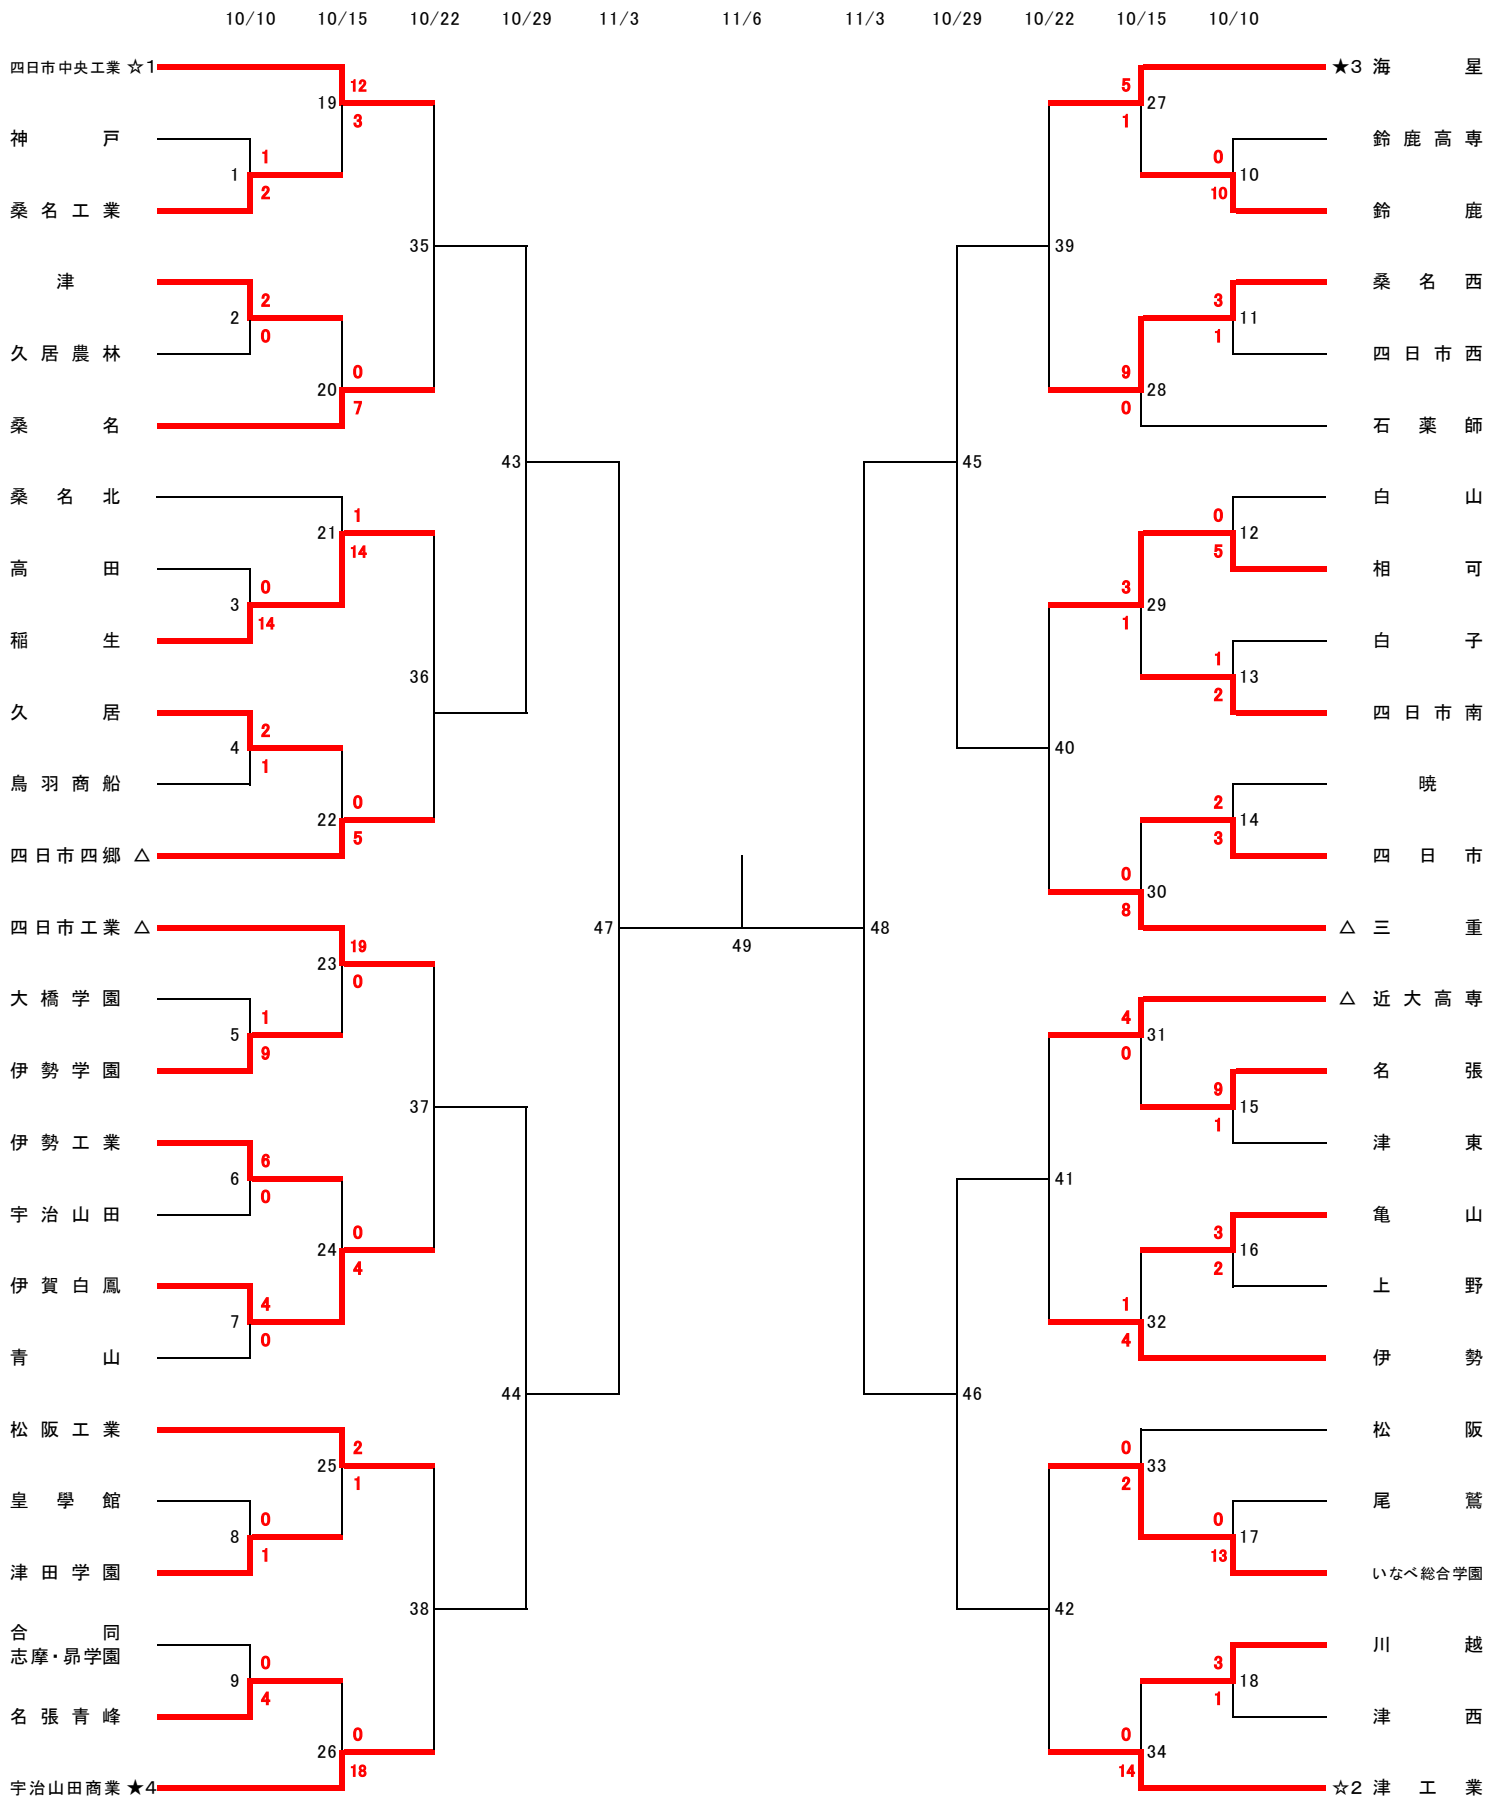 10/10 10/15 10/22 10/29 11/3 11/6 11/3 10/29 10/22 10/15 10/10
四日市中央工業 ☆1
12
19
3
神戸
1
1
2
桑名工業
35
津
2
2
0
久居農林
0
20
7
桑名
43
桑名北
1
21
14
高田
0
3
14
稲生
36
久居
2
4
1
鳥羽商船
0
22
5
四日市四郷 △
四日市工業 △
19
23
0
大橋学園
1
5
9
伊勢学園
37
伊勢工業
6
6
0
宇治山田
0
24
4
伊賀白鳳
4
7
0
青山
44
松阪工業
2
25
1
皇學館
0
8
1
津田学園
38
合同
志摩・昴学園
0
9
4
名張青峰
0
26
18
宇治山田商業 ★4
47
49
48
★3 海星
5
27
1
鈴鹿高専
0
10
10
鈴鹿
39
桑名西
3
11
1
四日市西
9
28
0
石薬師
45
白山
0
12
5
相可
3
29
1
白子
1
13
2
四日市南
40
暁
2
14
3
四日市
0
30
8
△ 三重
△ 近大高専
4
31
0
名張
9
15
1
津東
41
亀山
3
16
2
上野
1
32
4
伊勢
46
松阪
0
33
2
尾鷲
0
17
13
いなべ総合学園
42
川越
3
18
1
津西
0
34
14
☆2 津工業